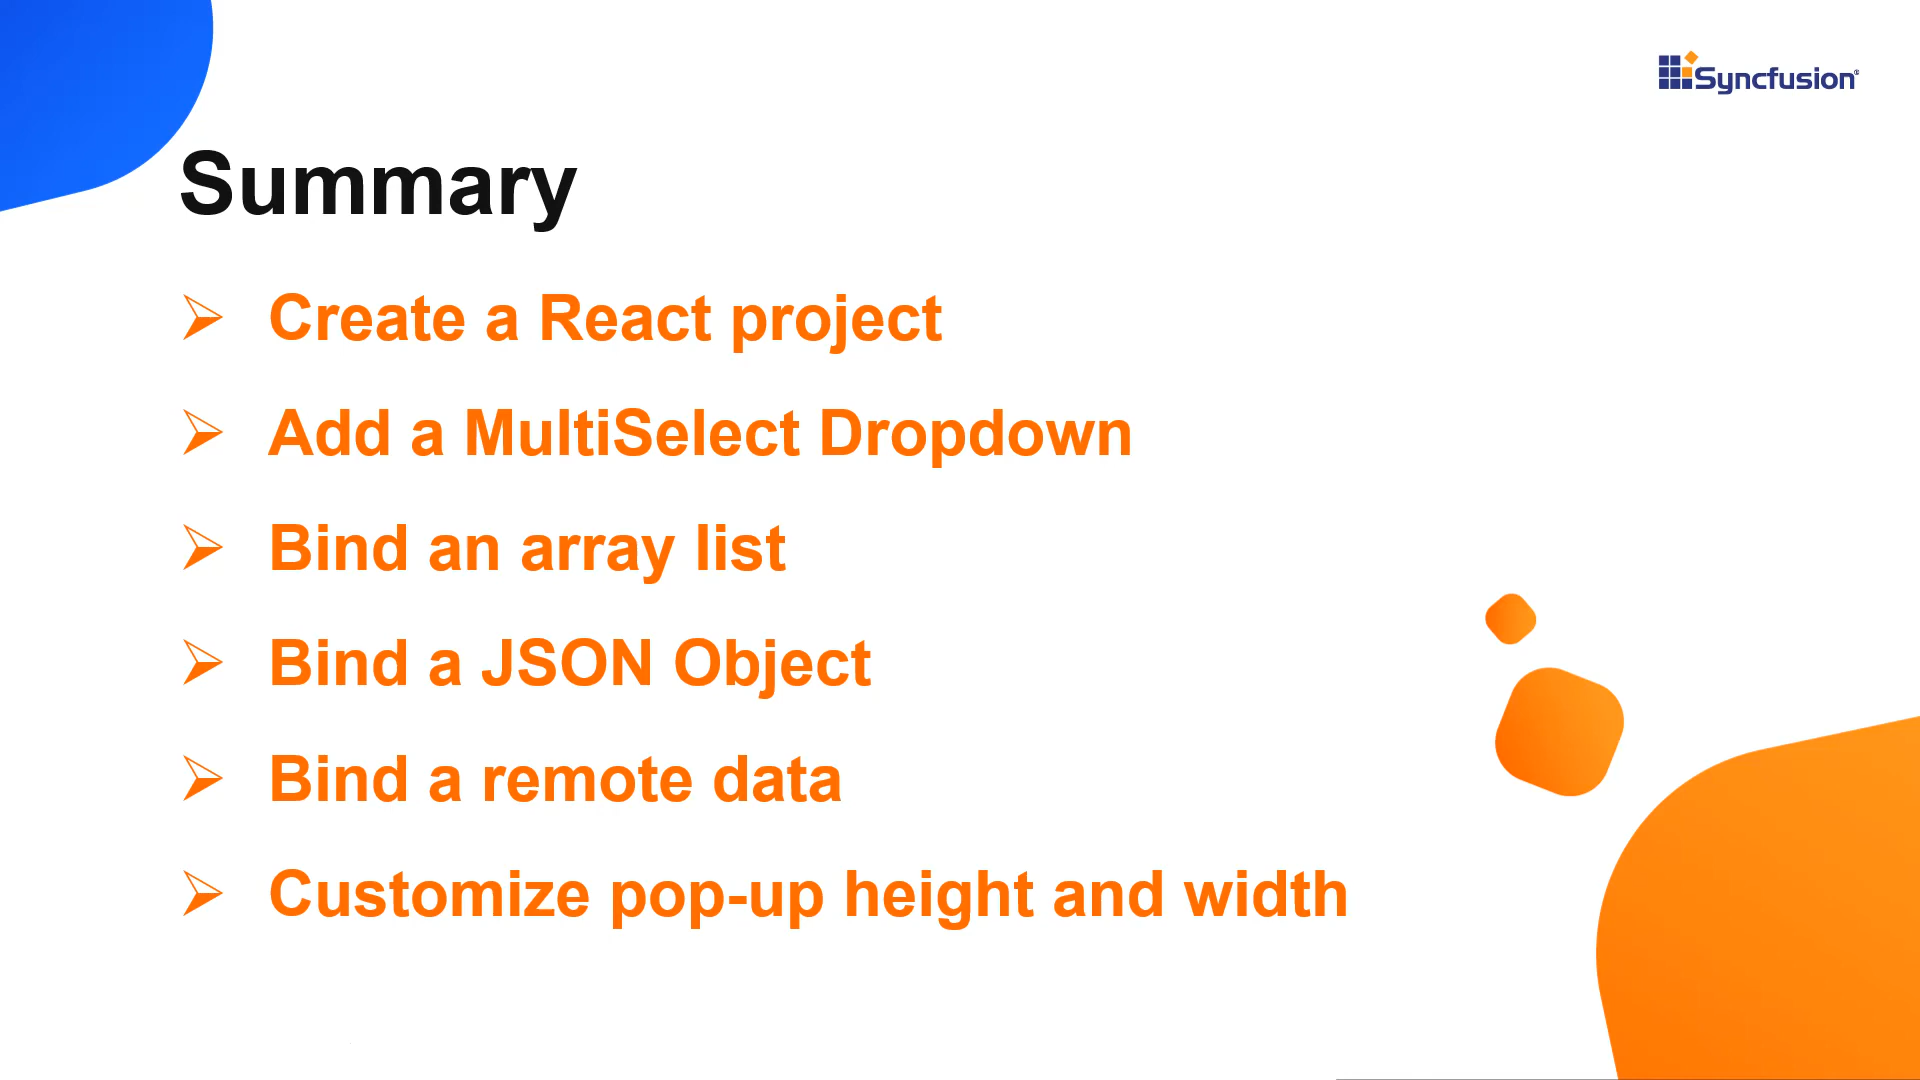 Syncfusion®
Summary
➢ Create a React project
➢ Add a MultiSelect Dropdown
➢ Bind an array list
➢ Bind a JSON Object
➢ Bind a remote data
➢ Customize pop-up height and width